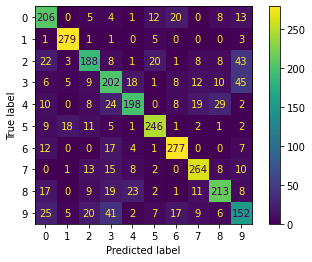 0 206 0 5 4 1 12 20 0 8 13
1 1 279 1 1 0 5 0 0 0 3
2 22 3 188 8 1 20 1 8 8 43
3 6 5 9 202 18 1 8 12 10 45
4 10 0 8 24 198 0 8 19 29 2
5 9 18 11 5 1 246 1 2 1 2
6 12 0 0 17 4 1 277 0 0 7
7 0 1 13 15 8 2 0 264 8 10
8 17 0 9 19 23 2 1 11 213 8
9 25 5 20 41 2 7 17 9 6 152
0 1 2 3 4 5 6 7 8 9
Predicted label
True label
250
200
150
100
50
0